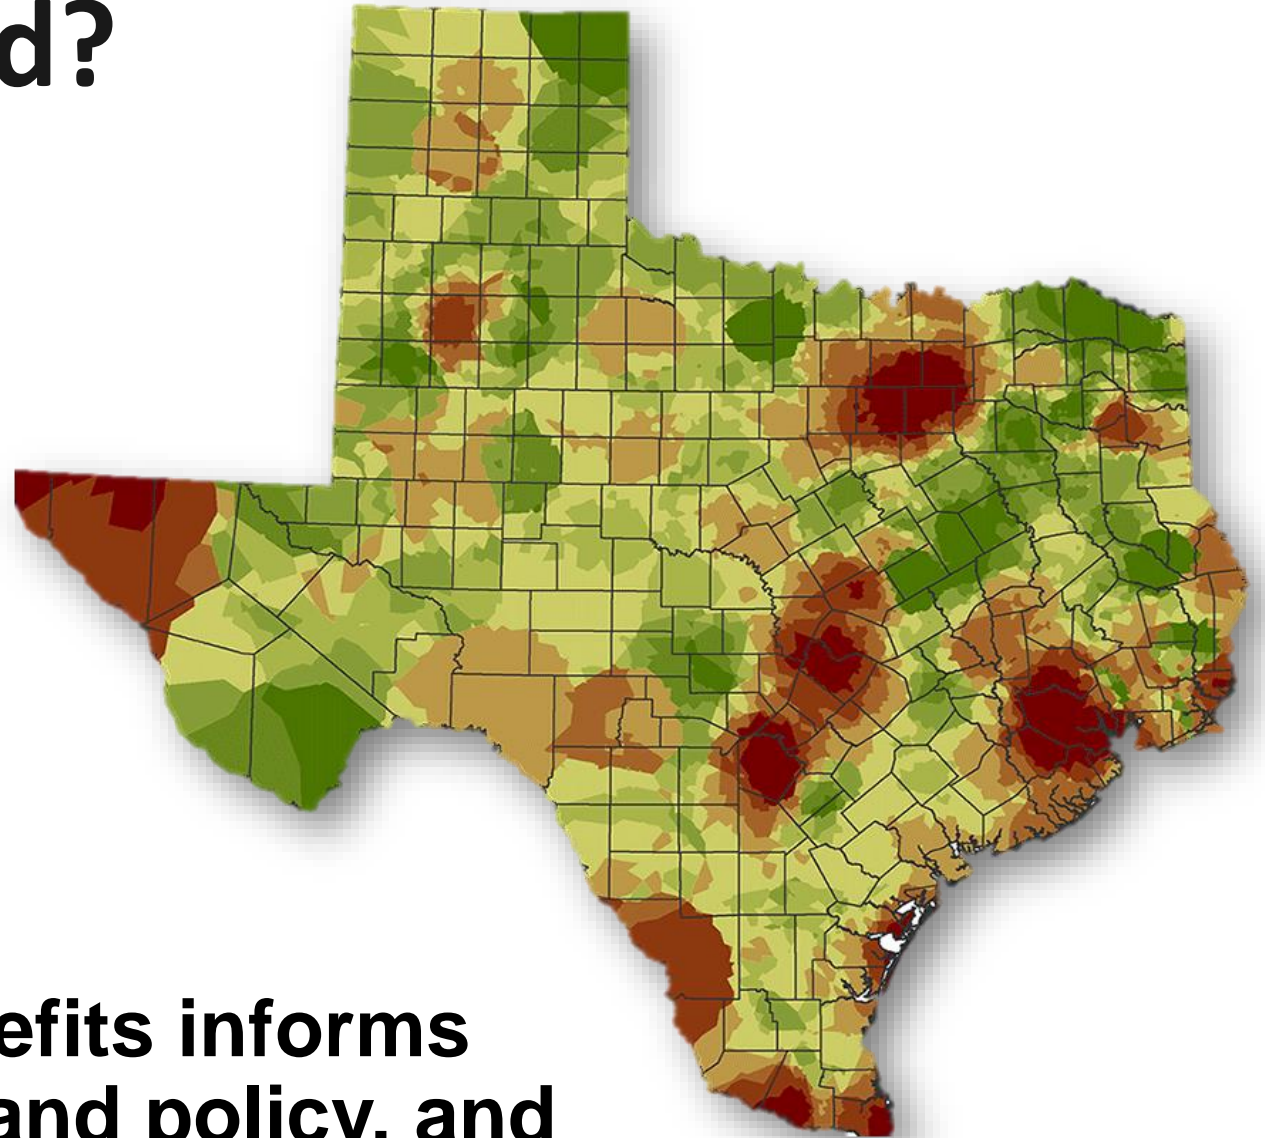 d?
efits informs
and policy, and